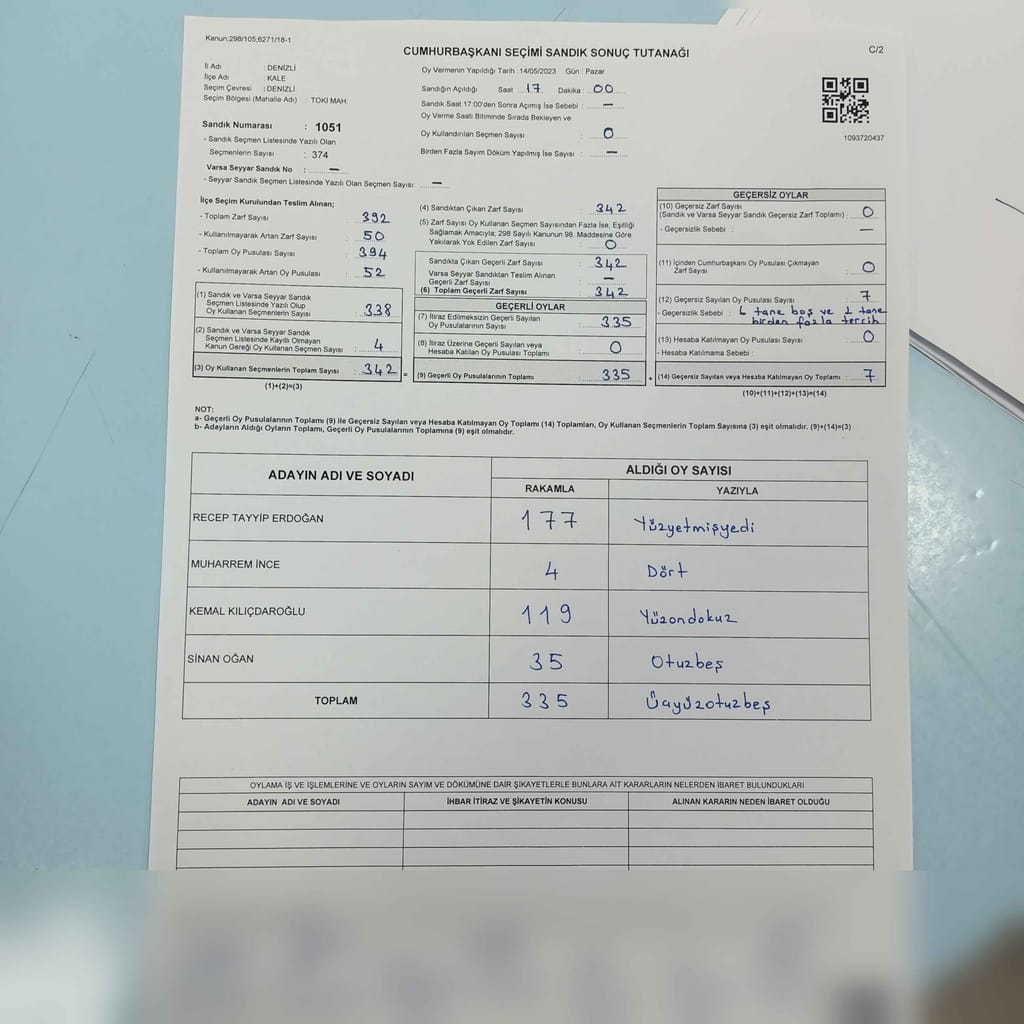 Kanun;298/105;6271/18-1
CUMHURBAŞKANI SEÇİMİ SANDIK SONUÇ TUTANAĞI
C/2
İl Adı : DENİZLİ
İlçe Adı : KALE
Seçim Çevresi : DENİZLİ
Seçim Bölgesi (Mahalle Adı) : TOKİ MAH.
Sandık Numarası : 1051
- Sandık Seçmen Listesinde Yazılı Olan
Seçmenlerin Sayısı : 374
Varsa Seyyar Sandık No : —
- Seyyar Sandık Seçmen Listesinde Yazılı Olan Seçmen Sayısı: —
Oy Vermenin Yapıldığı Tarih : 14/05/2023 Gün : Pazar
Sandığın Açıldığı Saat 17 Dakika : 00
Sandık Saat 17:00'den Sonra Açımış İse Sebebi : —
Oy Verme Saati Bitiminde Sırada Bekleyen ve
Oy Kullandırılan Seçmen Sayısı : 0
Birden Fazla Sayım Döküm Yapılmış İse Sayısı : —
1093720437
İlçe Seçim Kurulundan Teslim Alınan;
- Toplam Zarf Sayısı : 392
- Kullanılmayarak Artan Zarf Sayısı : 50
- Toplam Oy Pusulası : 394
- Kullanılmayarak Artan Oy Pusulası : 52
(1) Sandık ve Varsa Seyyar Sandık
Seçmen Listesinde Yazılı Olup
Oy Kullanan Seçmenlerin Sayısı : 338
(2) Sandık ve Varsa Seyyar Sandık
Seçmen Listesinde Kayıtlı Olmayan
Kanun Gereği Oy Kullanan Seçmen Sayısı : 4
(3) Oy Kullanan Seçmenlerin Toplam Sayısı : 342 =
(1)+(2)=(3)
(4) Sandıktan Çıkan Zarf Sayısı : 342
(5) Zarf Sayısı Oy Kullanan Seçmen Sayısından Fazla İse, Eşitliği
Sağlamak Amacıyla; 298 Sayılı Kanunun 98. Maddesine Göre
Yakılarak Yok Edilen Zarf Sayısı : 0
Sandıkta Çıkan Geçerli Zarf Sayısı : 342
Varsa Seyyar Sandıktan Teslim Alınan
Geçerli Zarf Sayısı : —
(6) Toplam Geçerli Zarf Sayısı : 342
GEÇERLİ OYLAR
(7) İtiraz Edilmeksizin Geçerli Sayılan
Oy Pusulalarının Sayısı : 335
(8) İtiraz Üzerine Geçerli Sayılan veya
Hesaba Katılan Oy Pusulası Toplamı : 0
(9) Geçerli Oy Pusulalarının Toplamı : 335 +
GEÇERSİZ OYLAR
(10) Geçersiz Zarf Sayısı
(Sandık ve Varsa Seyyar Sandık Geçersiz Zarf Toplamı) : 0
- Geçersizlik Sebebi : —
(11) İçinden Cumhurbaşkanı Oy Pusulası Çıkmayan
Zarf Sayısı : 0
(12) Geçersiz Sayılan Oy Pusulası Sayısı : 7
- Geçersizlik Sebebi : 6 tane boş ve 1 tane
birden fazla tercih
(13) Hesaba Katılmayan Oy Pusulası Sayısı : 0
- Hesaba Katılmama Sebebi :
(14) Geçersiz Sayılan veya Hesaba Katılmayan Oy Toplamı : 7
(10)+(11)+(12)+(13)=(14)
NOT:
a- Geçerli Oy Pusulalarının Toplamı (9) ile Geçersiz Sayılan veya Hesaba Katılmayan Oy Toplamı (14) Toplamları, Oy Kullanan Seçmenlerin Toplam Sayısına (3) eşit olmalıdır. (9)+(14)=(3)
b- Adayların Aldığı Oyların Toplamı, Geçerli Oy Pusulalarının Toplamına (9) eşit olmalıdır.
ADAYIN ADI VE SOYADI
ALDIĞI OY SAYISI
RAKAMLA YAZIYLA
RECEP TAYYİP ERDOĞAN 177 Yüzyetmişyedi
MUHARREM İNCE 4 Dört
KEMAL KILIÇDAROĞLU 119 Yüzondokuz
SİNAN OĞAN 35 Otuzbeş
TOPLAM 335 Üçyüzotuzbeş
OYLAMA İŞ VE İŞLEMLERİNE VE OYLARIN SAYIM VE DÖKÜMÜNE DAİR ŞİKAYETLERLE BUNLARA AİT KARARLARIN NELERDEN İBARET BULUNDUKLARI
ADAYIN ADI VE SOYADI İHBAR İTİRAZ VE ŞİKAYETİN KONUSU ALINAN KARARIN NEDEN İBARET OLDUĞU